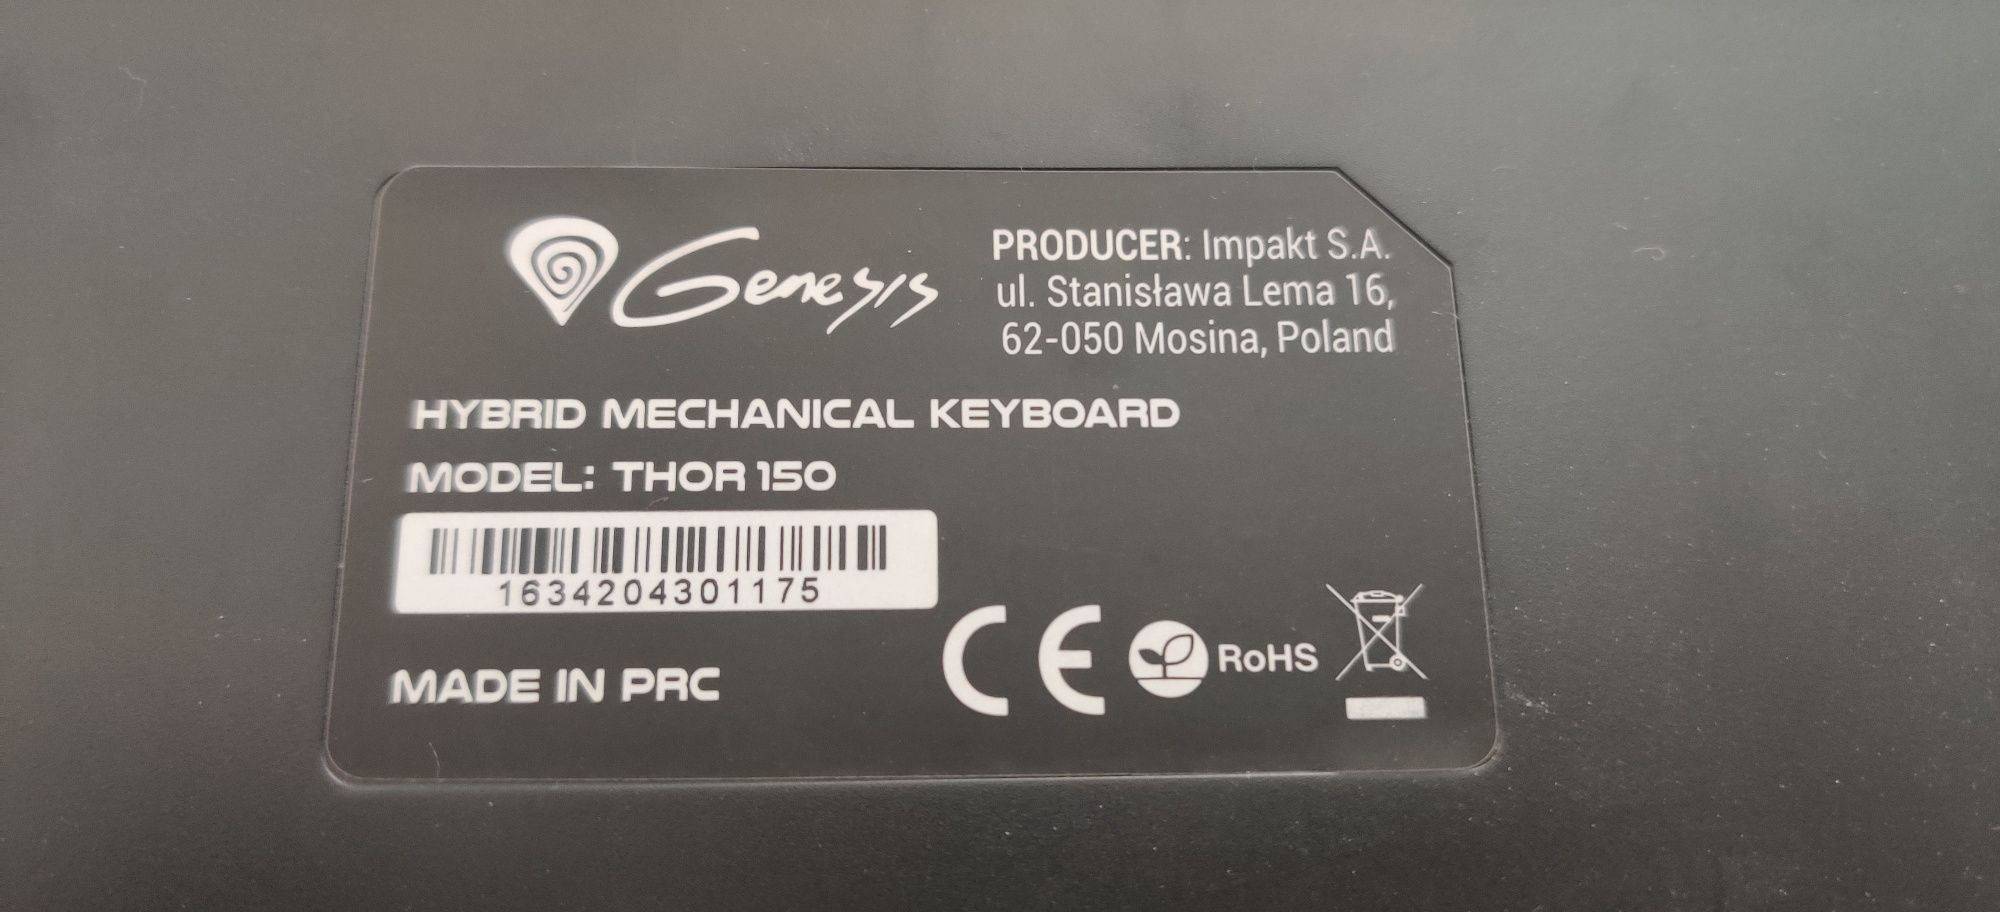 Genesis
PRODUCER: Impakt S.A.
ul. Stanisława Lema 16,
62-050 Mosina, Poland
HYBRID MECHANICAL KEYBOARD
MODEL: THOR 150
1634204301175
MADE IN PRC
CE
RoHS